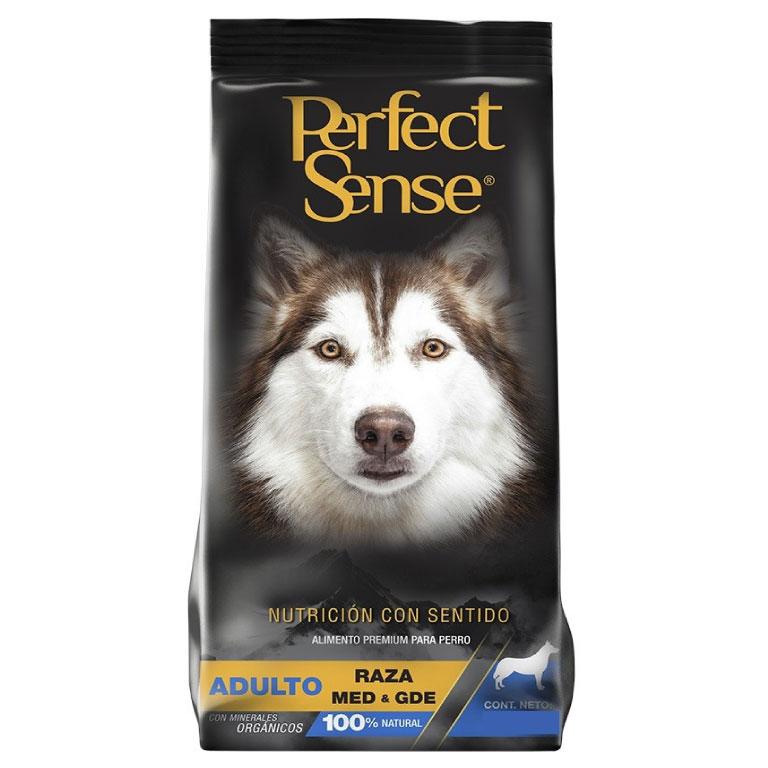 Perfect
Sense®
NUTRICIÓN CON SENTIDO
ALIMENTO PREMIUM PARA PERRO
ADULTO
RAZA
MED & GDE
CON MINERALES
ORGÁNICOS
100% NATURAL
CONT. NETO: